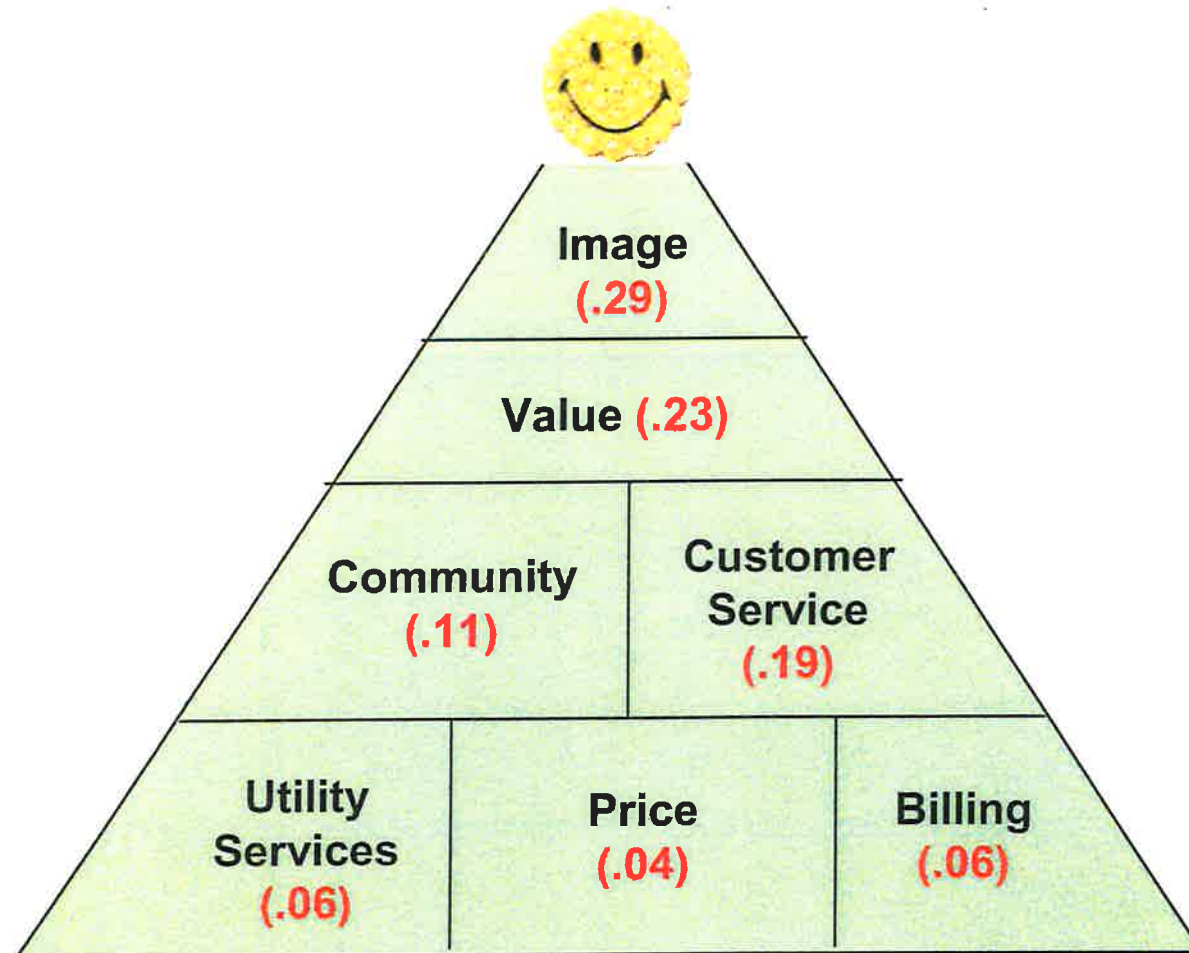 Image
(.29)
Value (.23)
Community
(.11)
Customer
Service
(.19)
Utility
Services
(.06)
Price
(.04)
Billing
(.06)